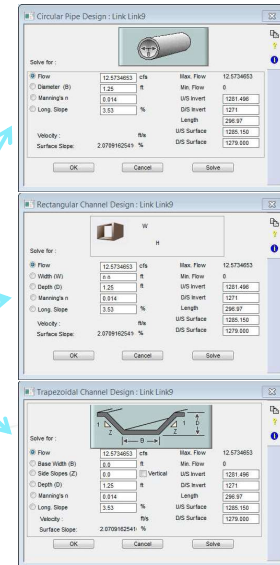 Circular Pipe Design : Link Link9
Solve for :
Flow 12.5734653 cfs Max. Flow 12.5734653
Diameter (B) 1.25 ft Min. Flow 0
Manning's n 0.014 U/S Invert 1281.496
Long. Slope 3.53 % D/S Invert 1271
Length 296.97
Velocity : ft/s U/S Surface 1285.150
Surface Slope: 2.0709162541 % D/S Surface 1279.000
OK Cancel Solve
Rectangular Channel Design : Link Link9
W
H
Solve for :
Flow 12.5734653 cfs Max. Flow 12.5734653
Width (W) ft Min. Flow 0
Depth (D) 1.25 ft U/S Invert 1281.496
Manning's n 0.014 D/S Invert 1271
Long. Slope 3.53 % Length 296.97
Velocity : ft/s U/S Surface 1285.150
Surface Slope: 2.0709162541 % D/S Surface 1279.000
OK Cancel Solve
Trapezoidal Channel Design : Link Link9
1 Z B Z 1 D
Solve for :
Flow 12.5734653 cfs Max. Flow 12.5734653
Base Width (B) 0.0 ft Min. Flow 0
Side Slopes (Z) 0.0 Vertical U/S Invert 1281.496
Depth (D) 1.25 ft D/S Invert 1271
Manning's n 0.014 Length 296.97
Long. Slope 3.53 % U/S Surface 1285.150
Velocity : ft/s D/S Surface 1279.000
Surface Slope: 2.0709162541 %
OK Cancel Solve